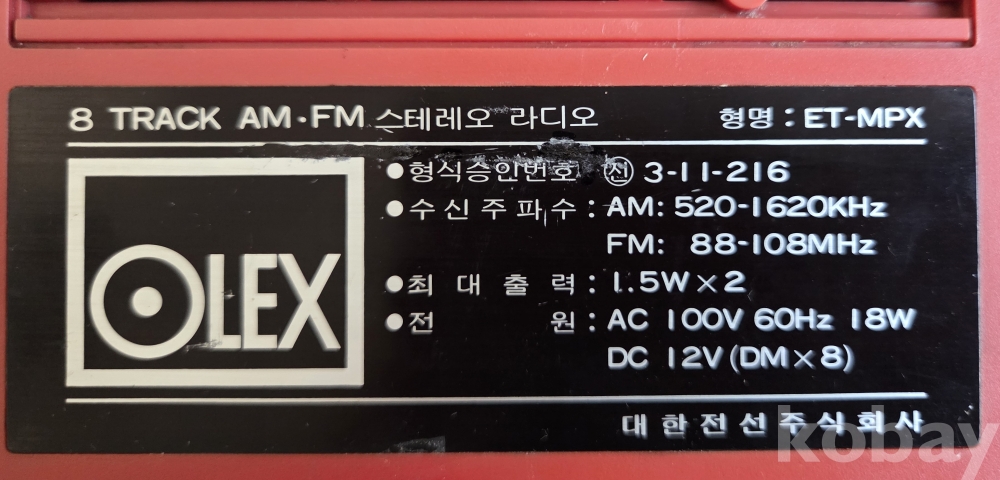 8 TRACK AM·FM 스테레오 라디오 형명 : ET-MPX
OLEX
●형식승인번호 ㉆ 3-11-216
●수신주파수 : AM: 520-1620KHz
FM: 88-108MHz
●최대출력 : 1.5W×2
●전원 : AC 100V 60Hz 18W
DC 12V(DM×8)
대한전선주식회사
kobay